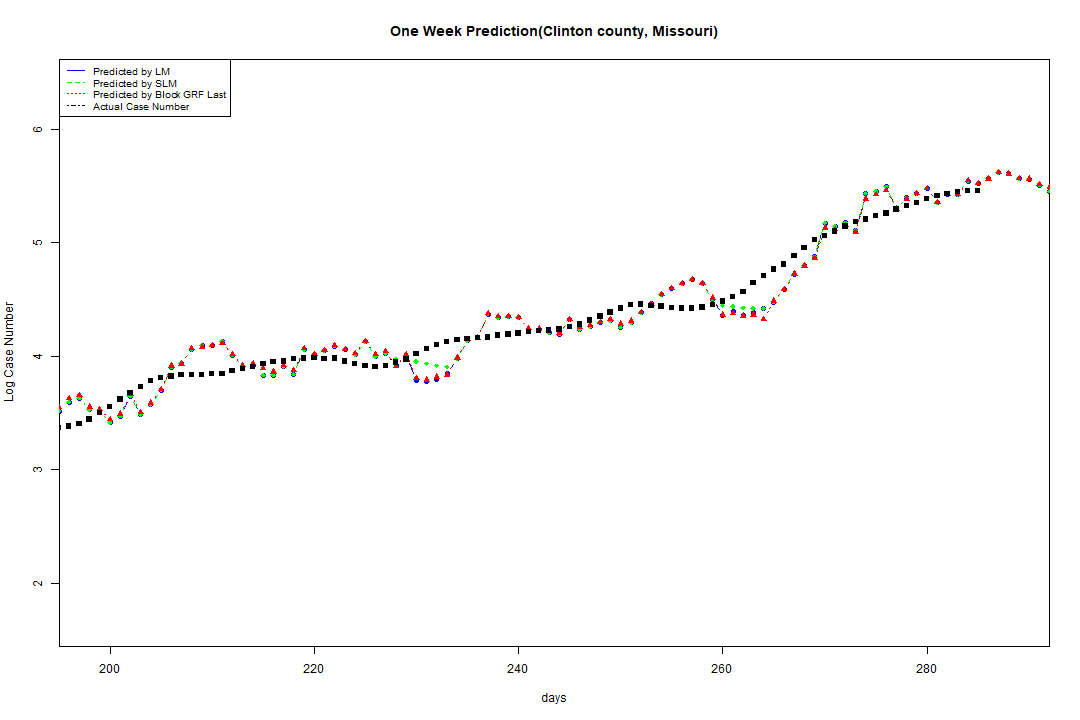 One Week Prediction(Clinton county, Missouri)
Predicted by LM
Predicted by SLM
Predicted by Block GRF Last
Actual Case Number
6
5
4
3
2
Log Case Number
200 220 240 260 280
days